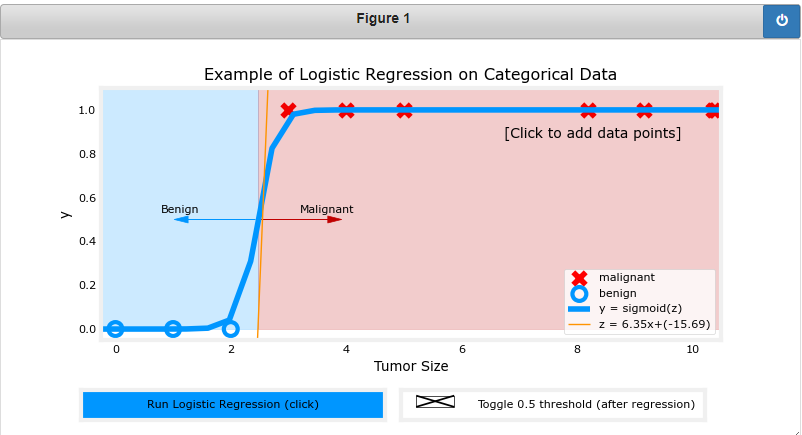 Figure 1
Example of Logistic Regression on Categorical Data
1.0
0.8
0.6
0.4
0.2
0.0
y
[Click to add data points]
Benign
Malignant
malignant
benign
y = sigmoid(z)
z = 6.35x+(-15.69)
0 2 4 6 8 10
Tumor Size
Run Logistic Regression (click)
Toggle 0.5 threshold (after regression)